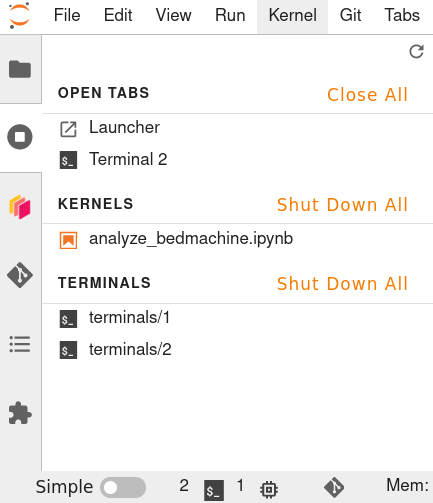 File Edit View Run Kernel Git Tabs
OPEN TABS Close All
Launcher
$_ Terminal 2
KERNELS Shut Down All
analyze_bedmachine.ipynb
TERMINALS Shut Down All
$_ terminals/1
$_ terminals/2
Simple 2 $_ 1 Mem: